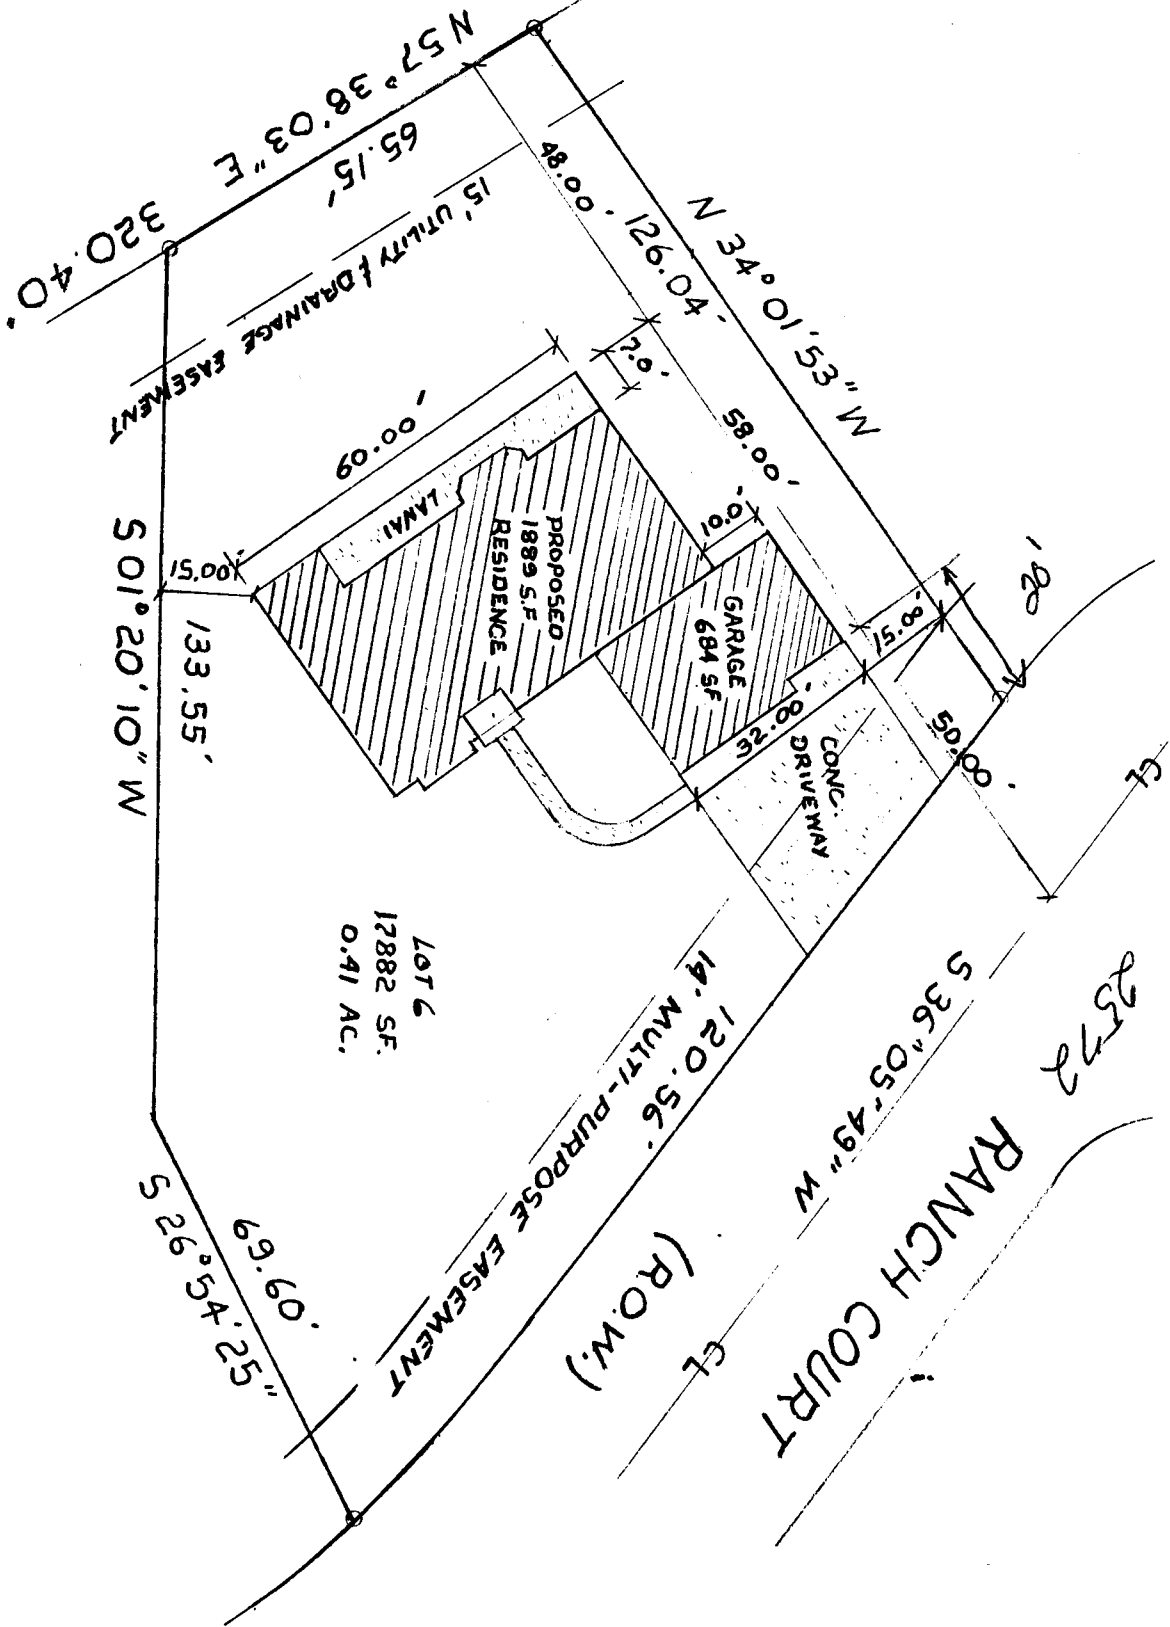 N 57° 38' 03" E
65.15'
320.40'
15' UTILITY & DRAINAGE EASEMENT
48.00'
126.04'
N 34° 01' 53" W
7.0'
58.00'
60.00'
LANAI
PROPOSED
1889 S.F
RESIDENCE
10.0'
GARAGE
684 SF
15.00'
20'
15.00'
S 01° 20' 10" W
133.55'
32.00'
CONC.
DRIVEWAY
50.00'
CL
2572
RANCH COURT
S 36° 05' 49" W
(R.O.W.)
CL
LOT 6
17882 SF.
0.41 AC.
14' MULTI-PURPOSE EASEMENT
120.56'
69.60'
S 26° 54' 25"